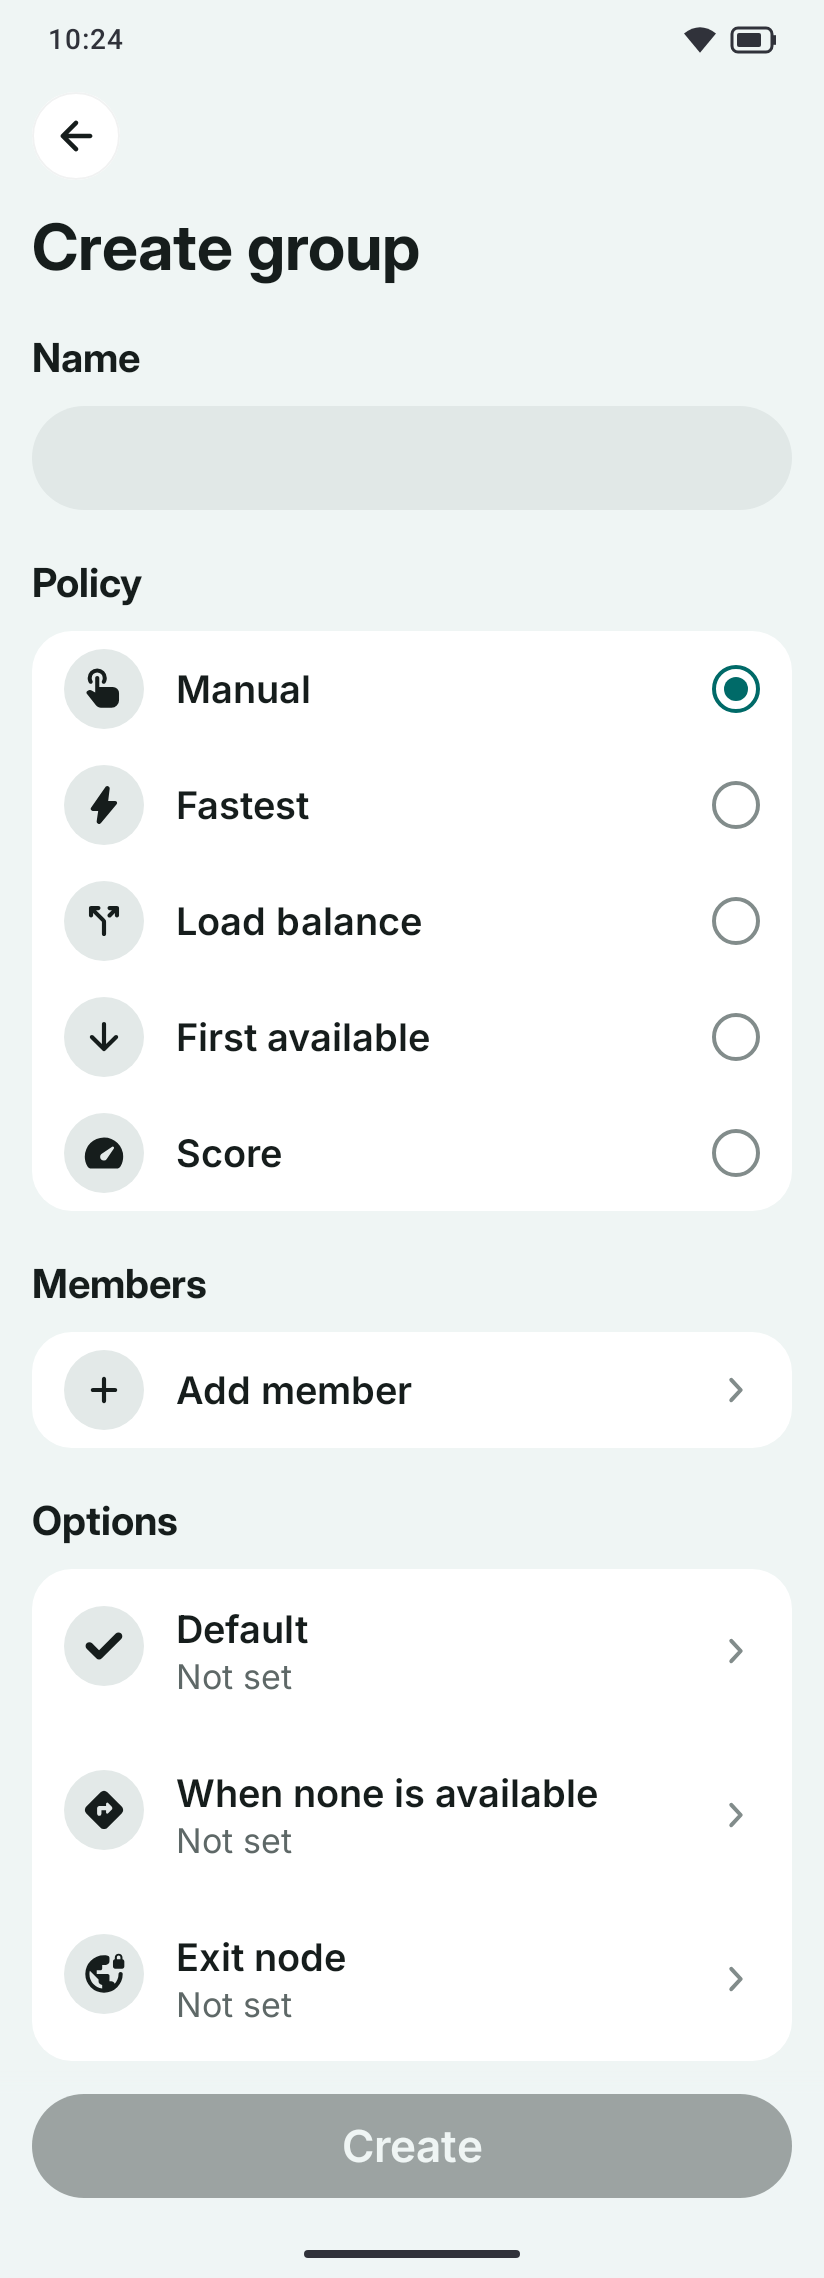 10:24
Create group
Name
Policy
Manual
Fastest
Load balance
First available
Score
Members
Add member
Options
Default
Not set
When none is available
Not set
Exit node
Not set
Create